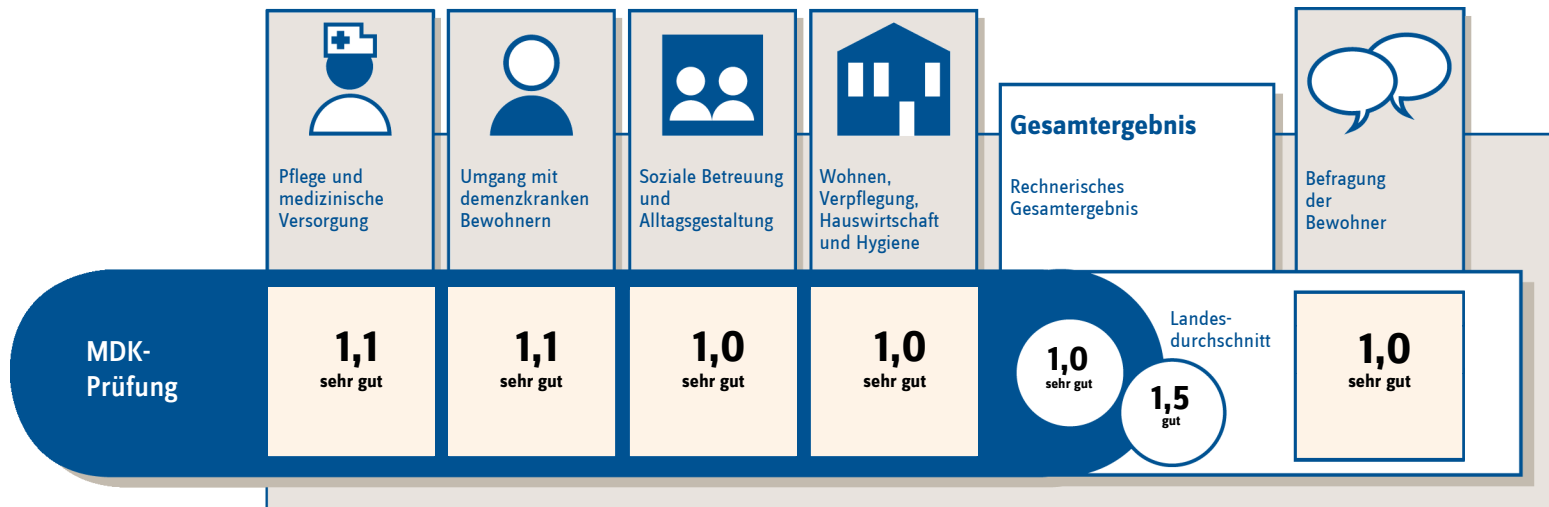 Pflege und
medizinische
Versorgung
Umgang mit
demenzkranken
Bewohnern
Soziale Betreuung
und
Alltagsgestaltung
Wohnen,
Verpflegung,
Hauswirtschaft
und Hygiene
Gesamtergebnis
Rechnerisches
Gesamtergebnis
Befragung
der
Bewohner
MDK-
Prüfung
1,1
sehr gut
1,1
sehr gut
1,0
sehr gut
1,0
sehr gut
1,0
sehr gut
Landes-
durchschnitt
1,5
gut
1,0
sehr gut